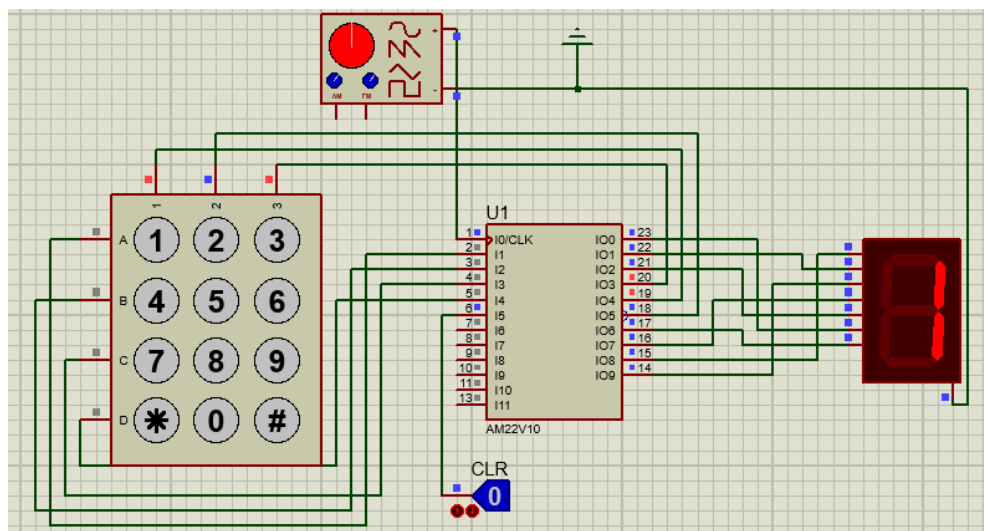 AM FM
+
-
1 2 3
A 1 2 3
B 4 5 6
C 7 8 9
D * 0 #
U1
1 I0/CLK IO0 23
2 I1 IO1 22
3 I2 IO2 21
4 I3 IO3 20
5 I4 IO4 19
6 I5 IO5 18
7 I6 IO6 17
8 I7 IO7 16
9 I8 IO8 15
10 I9 IO9 14
11 I10
13 I11
AM22V10
CLR
0
1